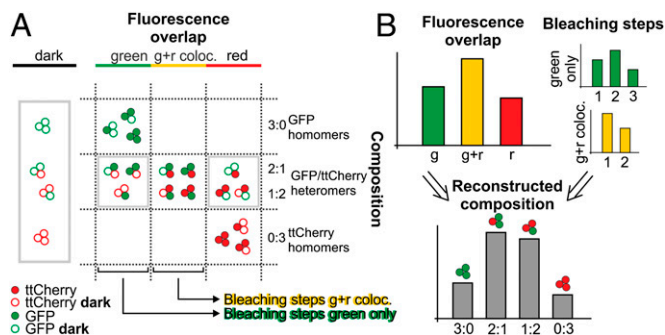 A
Fluorescence
overlap
dark
green
g+r coloc.
red
3:0 GFP
homomers
2:1
1:2
GFP/ttCherry
heteromers
0:3 ttCherry
homomers
ttCherry
ttCherry dark
GFP
GFP dark
Bleaching steps g+r coloc.
Bleaching steps green only
Composition
B
Fluorescence
overlap
g
g+r
r
Bleaching steps
green
only
1 2 3
g+r coloc.
1 2
Reconstructed
composition
3:0 2:1 1:2 0:3